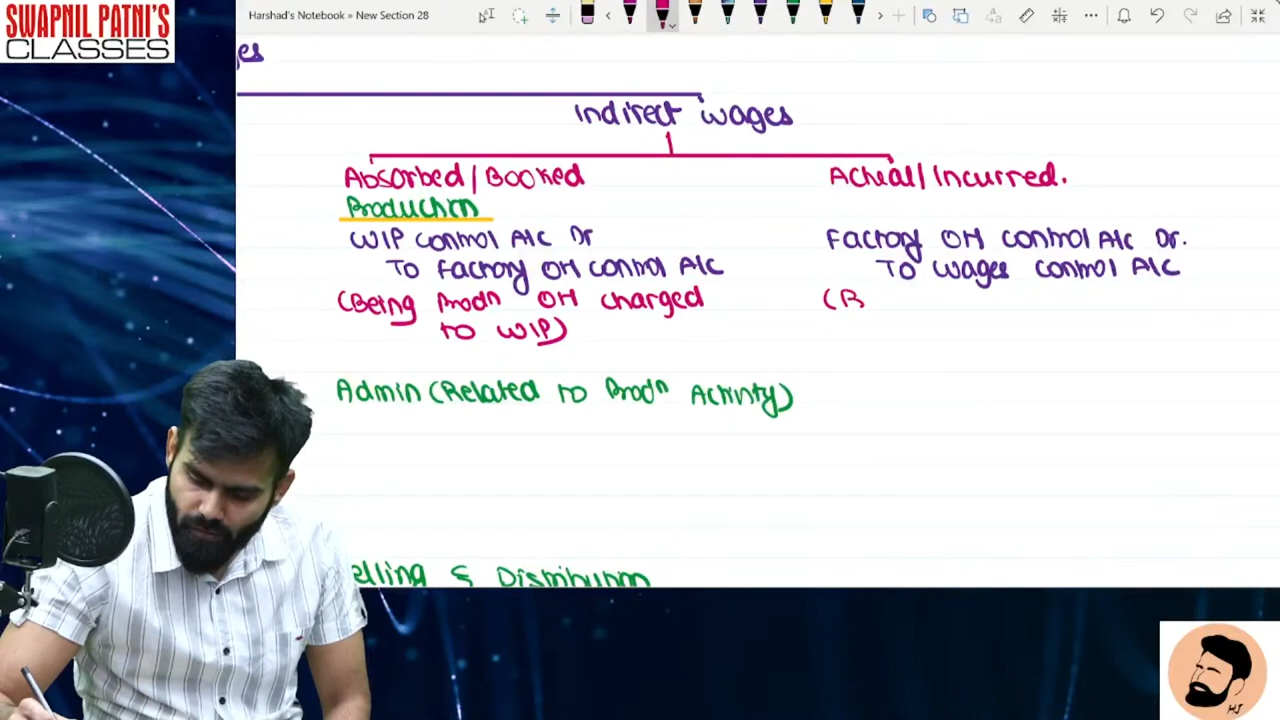 SWAPNIL PATNI'S
CLASSES
Harshad's Notebook » New Section 28
es
Indirect wages
Absorbed/Booked
Production
WIP control A/C Dr
To Factory OH control A/C
(Being Prodn OH charged
to WIP)
Actual/Incurred.
Factory OH control A/C Dr.
To wages control A/C
(B
Admin (Related to Prodn Activity)
elling & Distribution
HJ